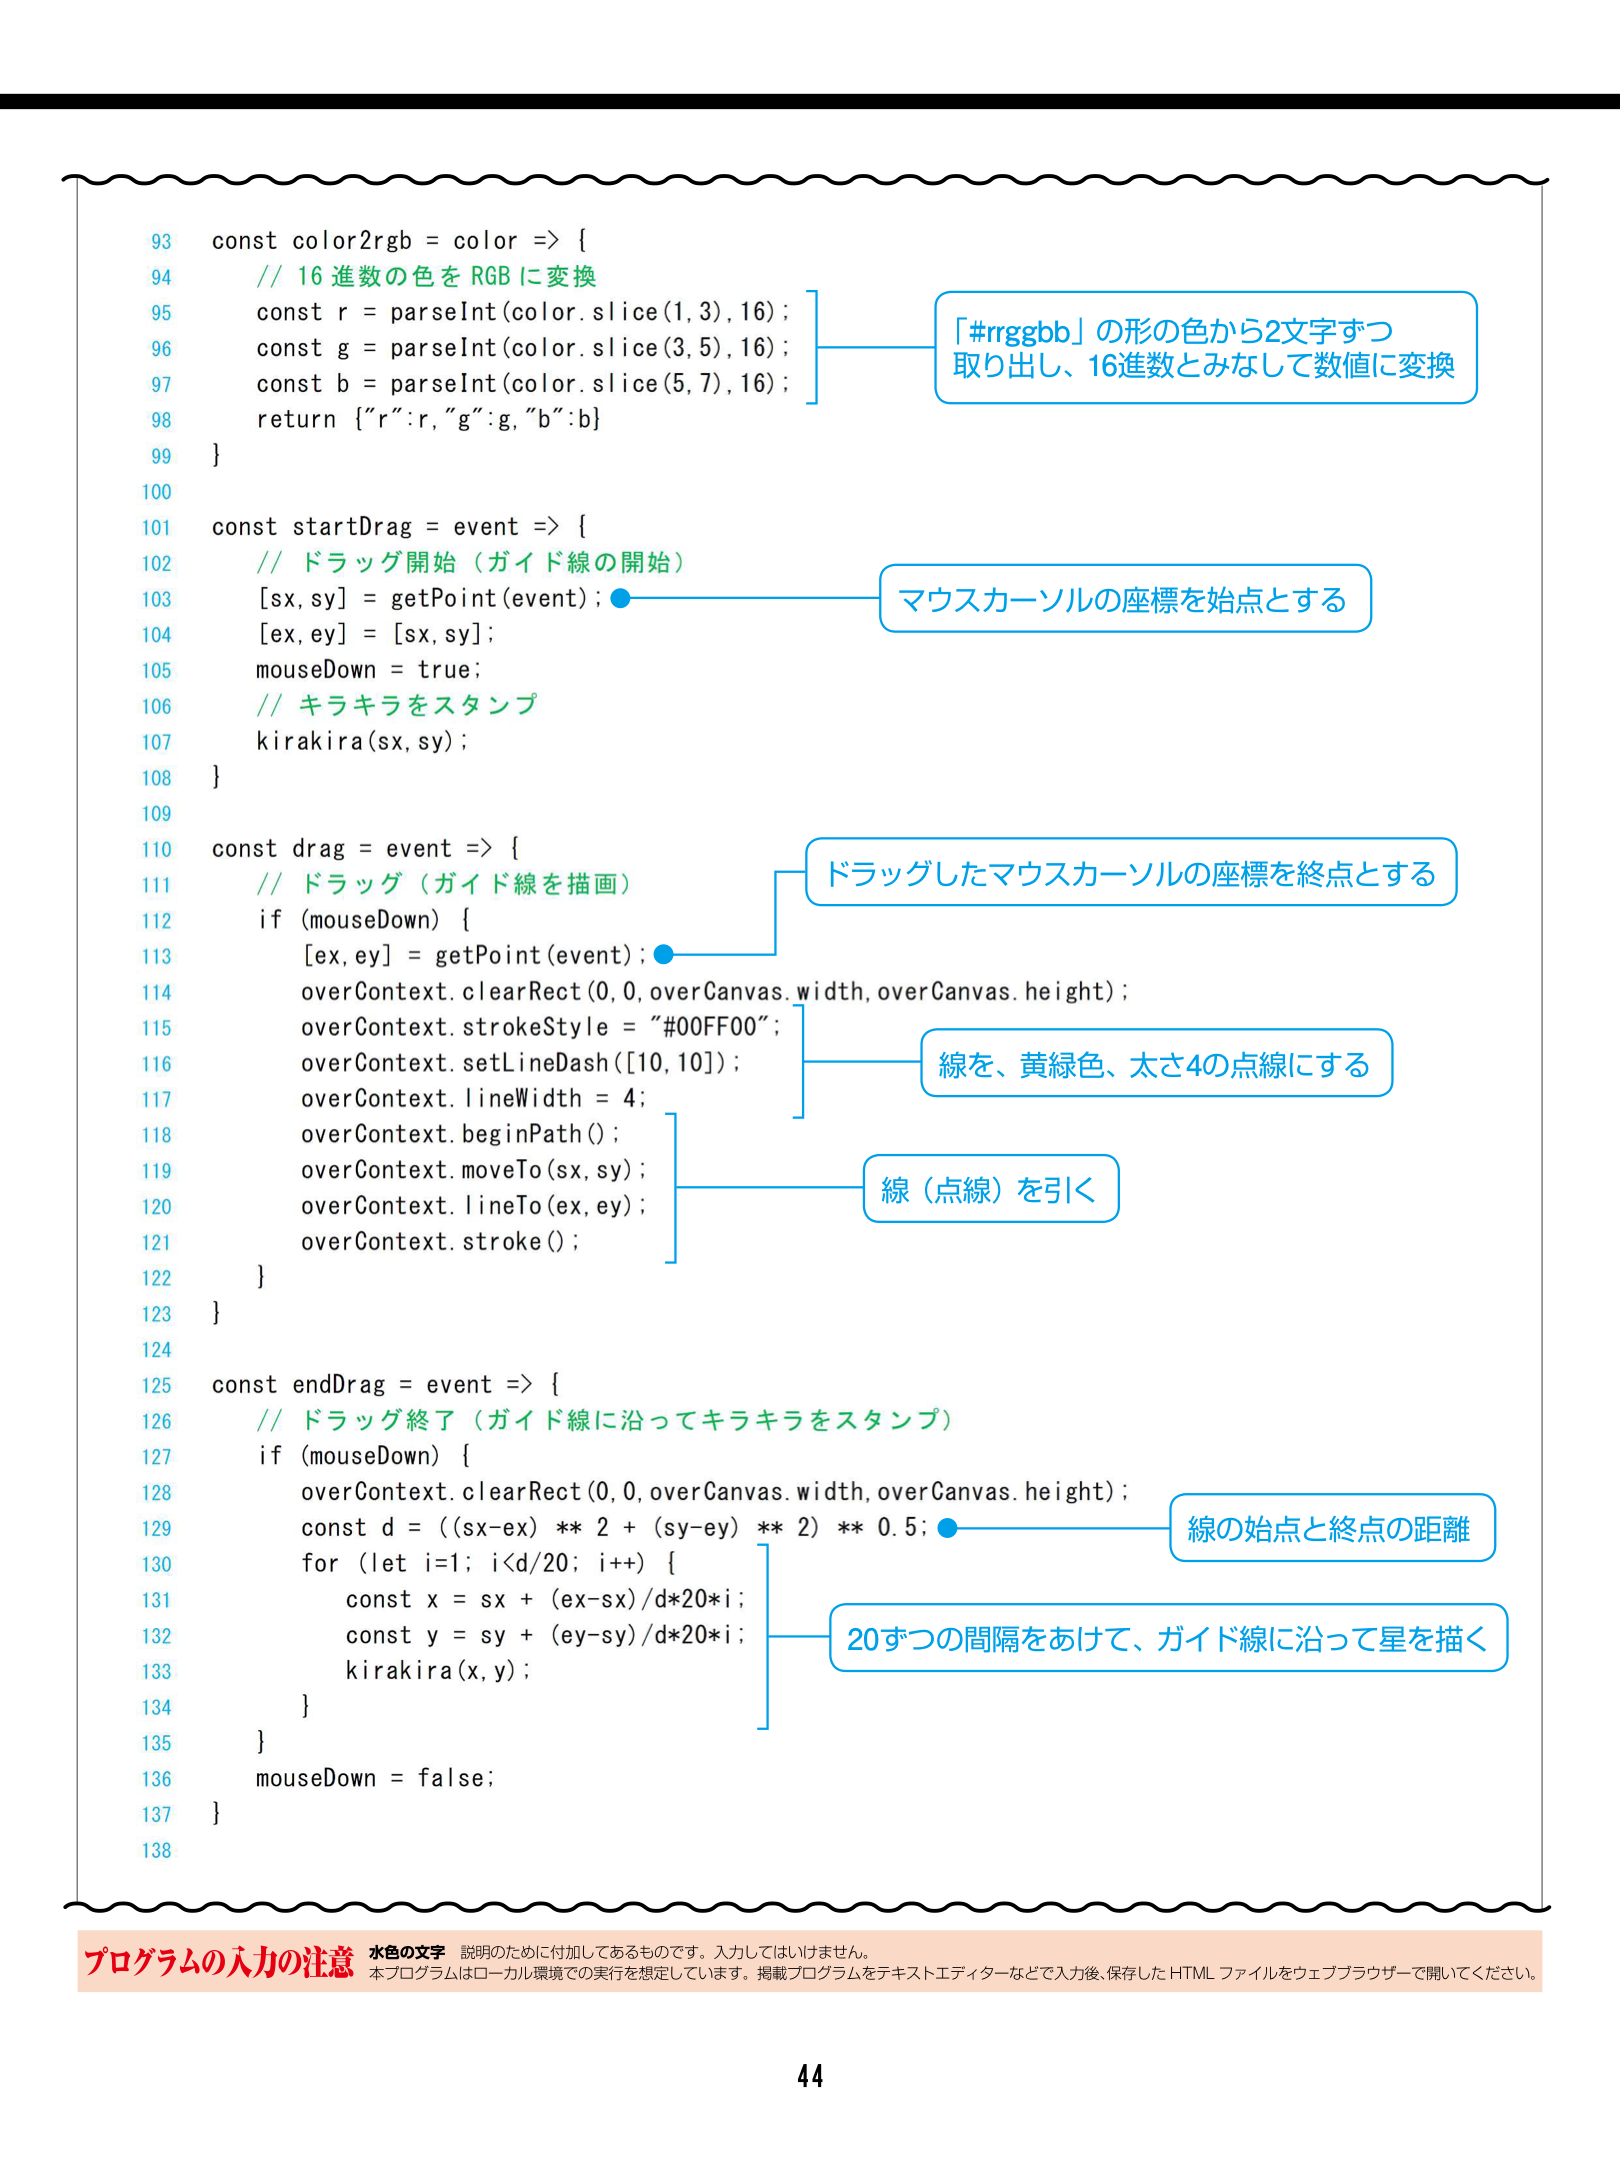 93 const color2rgb = color => {
94 // 16 進数の色を RGB に変換
95 const r = parseInt(color.slice(1,3),16);
96 const g = parseInt(color.slice(3,5),16);
97 const b = parseInt(color.slice(5,7),16);
「#rrggbb」の形の色から2文字ずつ
取り出し、16進数とみなして数値に変換
98 return {"r":r,"g":g,"b":b}
99 }
100
101 const startDrag = event => {
102 // ドラッグ開始（ガイド線の開始）
103 [sx,sy] = getPoint(event); マウスカーソルの座標を始点とする
104 [ex,ey] = [sx,sy];
105 mouseDown = true;
106 // キラキラをスタンプ
107 kirakira(sx,sy);
108 }
109
110 const drag = event => {
111 // ドラッグ（ガイド線を描画）
ドラッグしたマウスカーソルの座標を終点とする
112 if (mouseDown) {
113 [ex,ey] = getPoint(event);
114 overContext.clearRect(0,0,overCanvas.width,overCanvas.height);
115 overContext.strokeStyle = "#00FF00";
116 overContext.setLineDash([10,10]);
線を、黄緑色、太さ4の点線にする
117 overContext.lineWidth = 4;
118 overContext.beginPath();
119 overContext.moveTo(sx,sy);
線（点線）を引く
120 overContext.lineTo(ex,ey);
121 overContext.stroke();
122 }
123 }
124
125 const endDrag = event => {
126 // ドラッグ終了（ガイド線に沿ってキラキラをスタンプ）
127 if (mouseDown) {
128 overContext.clearRect(0,0,overCanvas.width,overCanvas.height);
129 const d = ((sx-ex) ** 2 + (sy-ey) ** 2) ** 0.5; 線の始点と終点の距離
130 for (let i=1; i<d/20; i++) {
131 const x = sx + (ex-sx)/d*20*i;
132 const y = sy + (ey-sy)/d*20*i;
20ずつの間隔をあけて、ガイド線に沿って星を描く
133 kirakira(x,y);
134 }
135 }
136 mouseDown = false;
137 }
138
プログラムの入力の注意
水色の文字 説明のために付加してあるものです。入力してはいけません。
本プログラムはローカル環境での実行を想定しています。掲載プログラムをテキストエディターなどで入力後、保存した HTML ファイルをウェブブラウザーで開いてください。
44